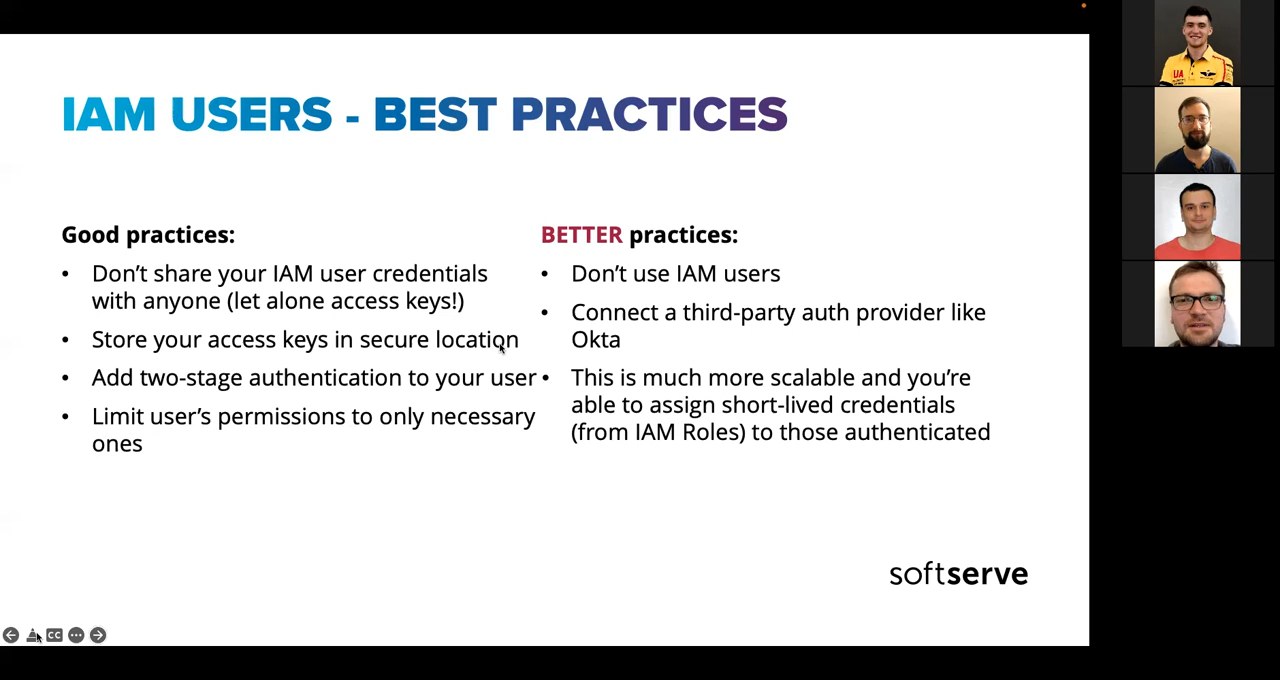 IAM USERS - BEST PRACTICES
Good practices:
• Don’t share your IAM user credentials
with anyone (let alone access keys!)
• Store your access keys in secure location
• Add two-stage authentication to your user
• Limit user’s permissions to only necessary
ones
BETTER practices:
• Don’t use IAM users
• Connect a third-party auth provider like
Okta
• This is much more scalable and you’re
able to assign short-lived credentials
(from IAM Roles) to those authenticated
softserve
CC
UA